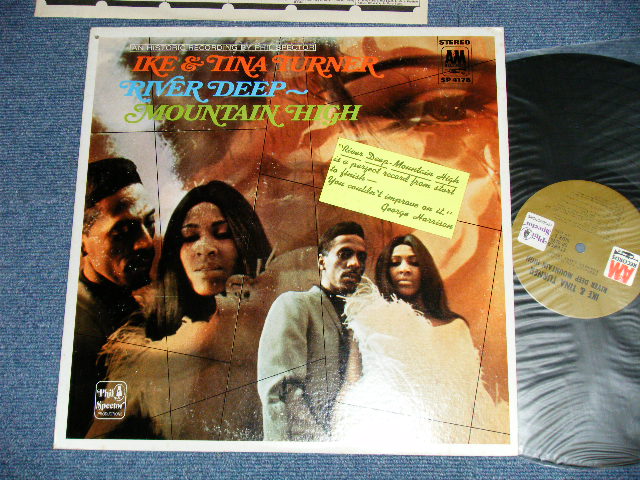 AN HISTORIC RECORDING BY PHIL SPECTOR
IKE & TINA TURNER
RIVER DEEP~
MOUNTAIN HIGH
STEREO
A&M
SP 4178
"River Deep-Mountain High
is a perfect record from start
to finish—
You couldn't improve on it."
George Harrison
Phil
Spector
PRODUCTIONS
AM
RECORDS
IKE & TINA TURNER
RIVER DEEP MOUNTAIN HIGH